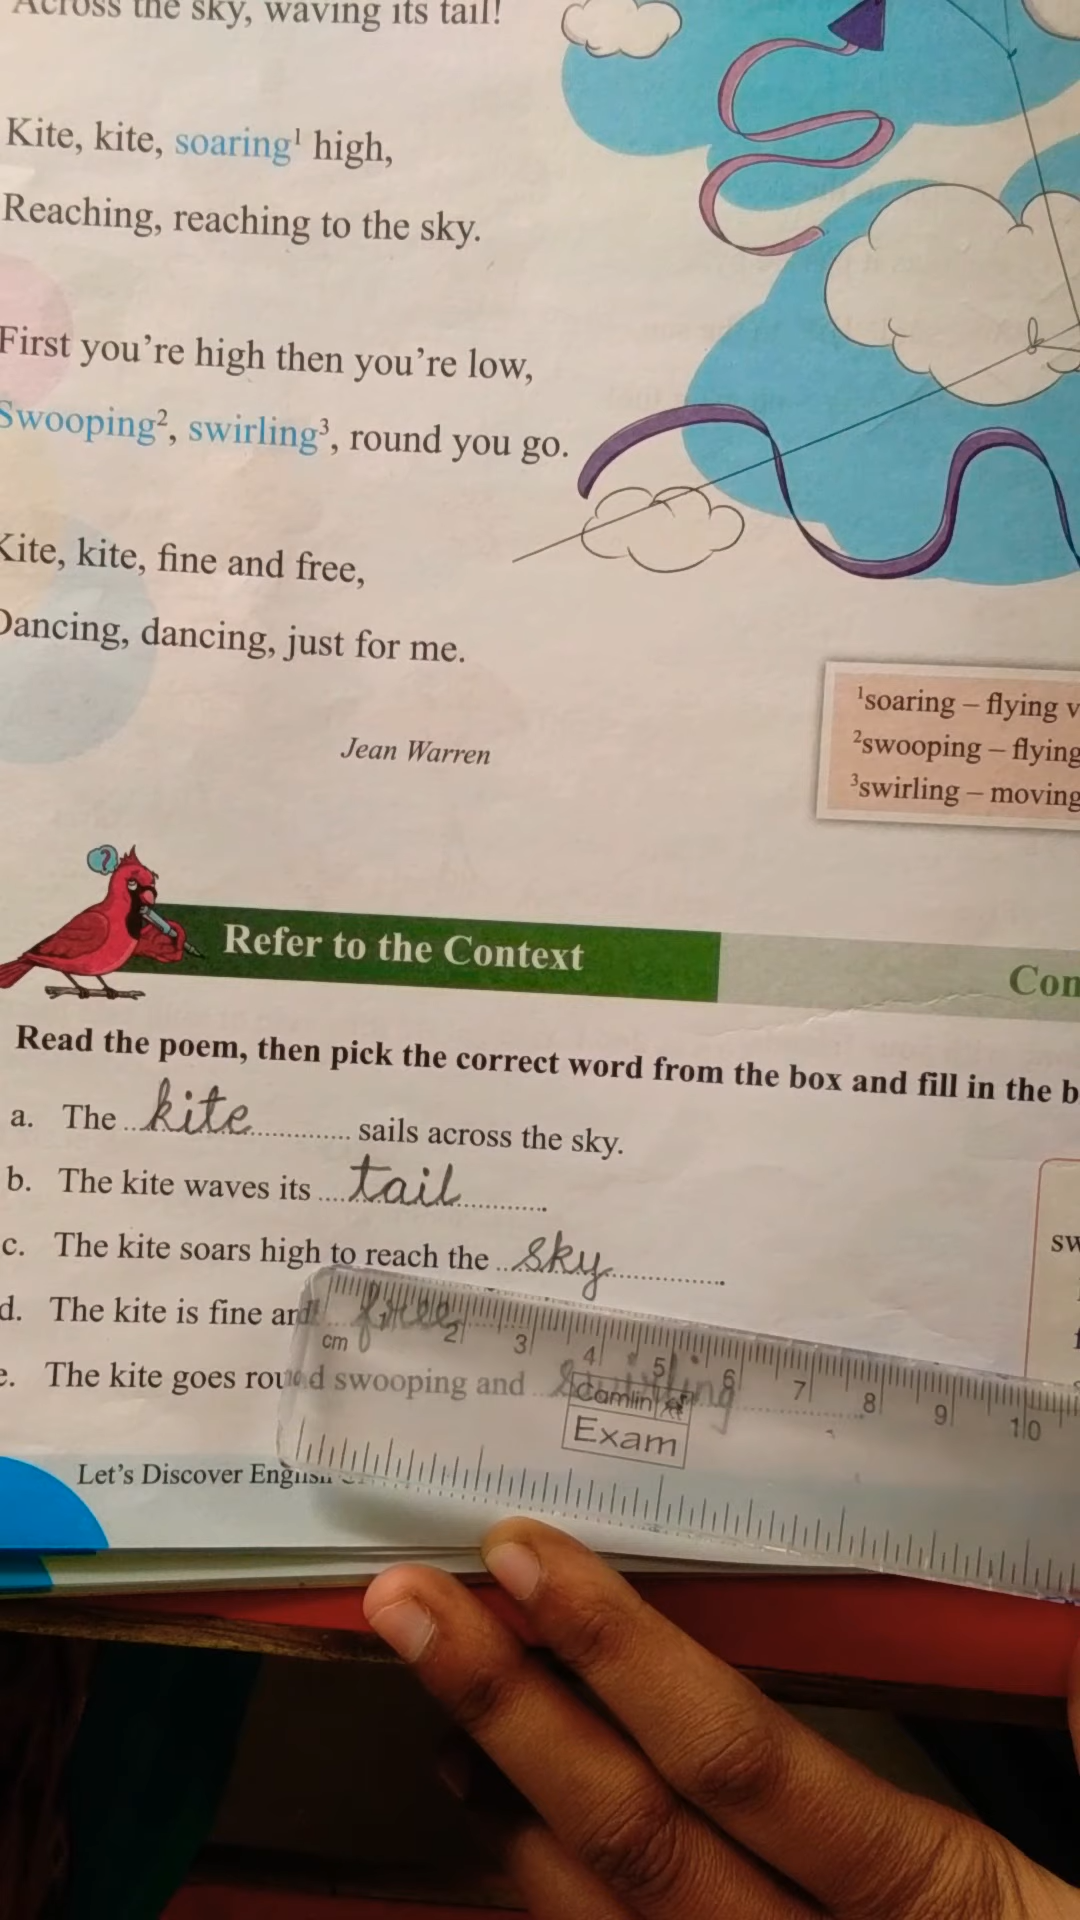 Across the sky, waving its tail!
Kite, kite, soaring¹ high,
Reaching, reaching to the sky.
First you're high then you're low,
Swooping², swirling³, round you go.
Kite, kite, fine and free,
Dancing, dancing, just for me.
Jean Warren
¹soaring – flying v
²swooping – flying
³swirling – moving
?
Refer to the Context
Con
Read the poem, then pick the correct word from the box and fill in the b
a. The kite sails across the sky.
b. The kite waves its tail
c. The kite soars high to reach the sky
sw
d. The kite is fine and free
e. The kite goes round swooping and swirling
cm 0 2 3 4 5 6 7 8 9 10
Camlin
Exam
Let's Discover English